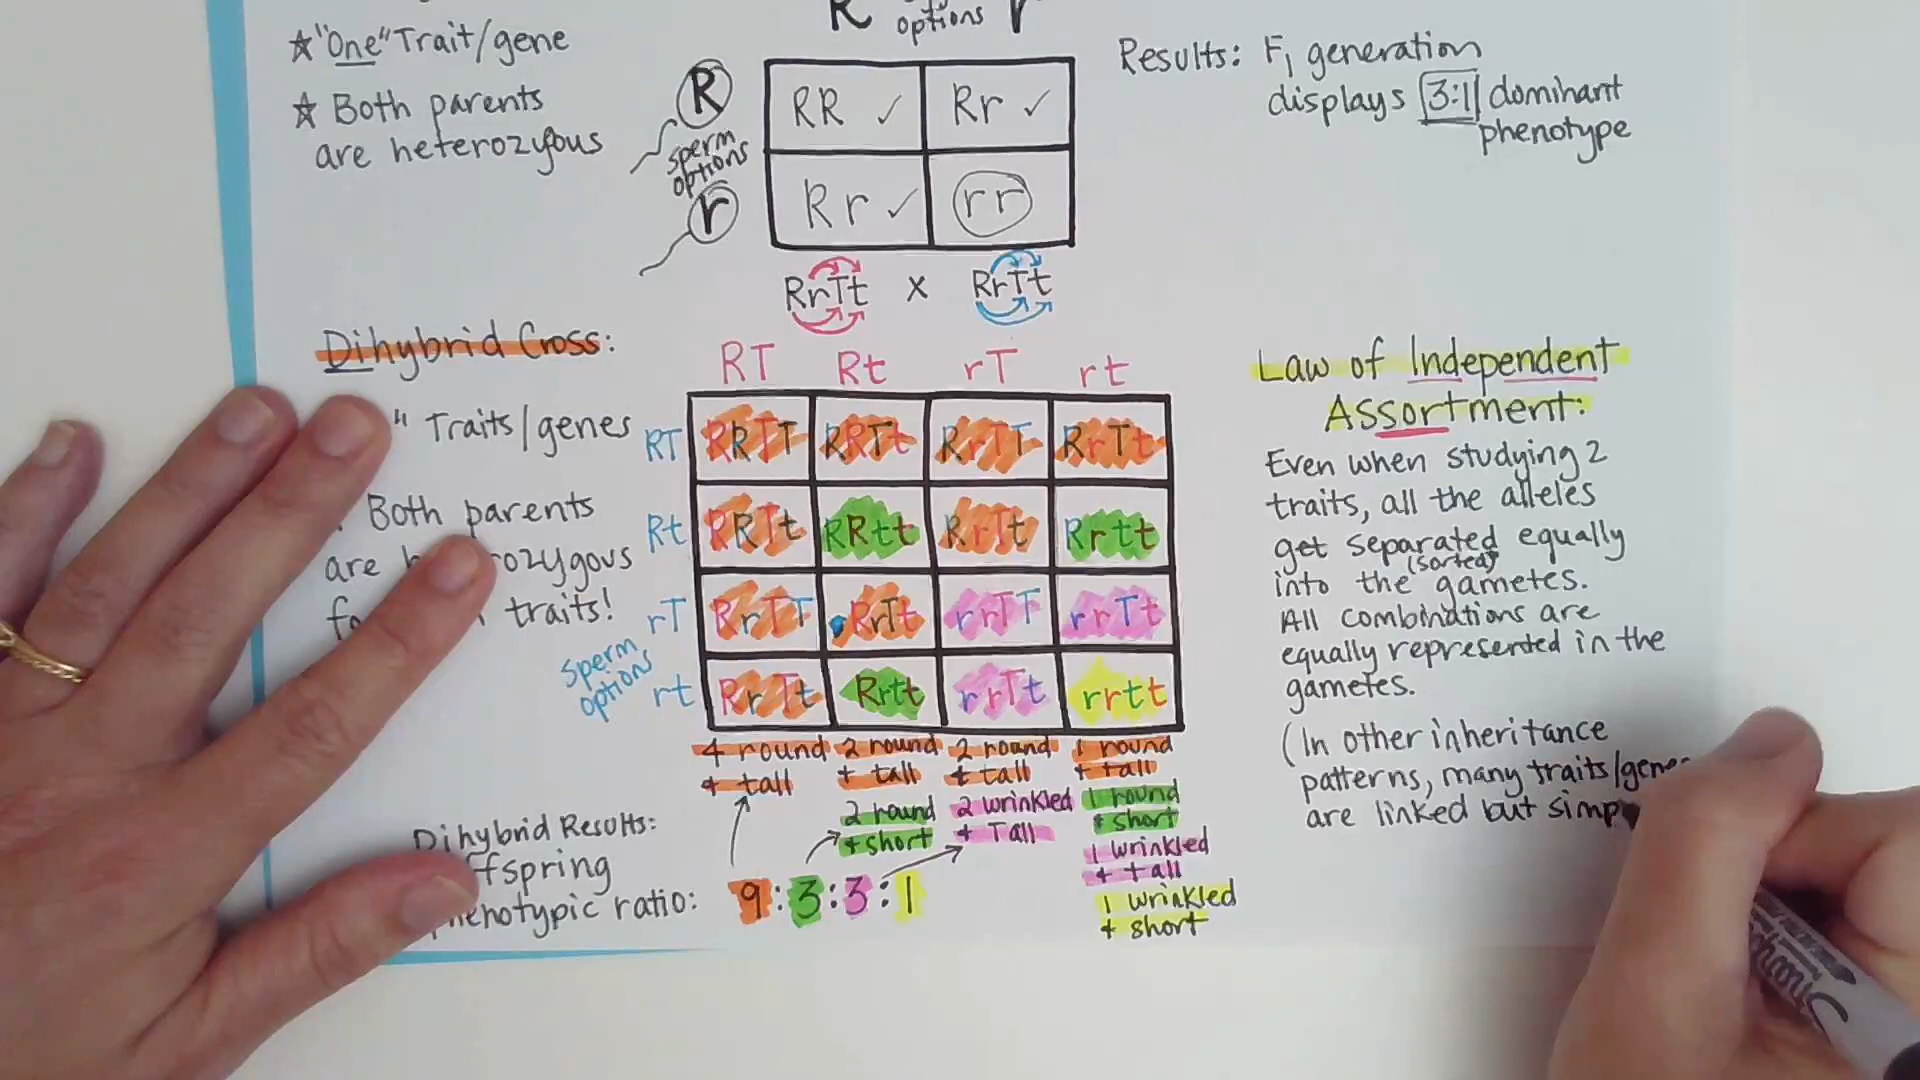 R options r
☆ "One" Trait/gene
☆ Both parents
are heterozygous
R
sperm
options
r
RR ✓ Rr ✓
Rr ✓ rr
Results: F1 generation
displays 3:1 dominant
phenotype
RrTt x RrTt
Dihybrid Cross:
" Traits/genes
Both parents
are
traits!
RT Rt rT rt
RT RRTT RRTt RrTT RrTt
Rt RRTt RRtt RrTt Rrtt
rT RrTT RrTt rrTT rrTt
rt RrTt Rrtt rrTt rrtt
sperm
options
4 round
+ tall
2 round
+ tall
2 round
+ short
2 round
+ tall
2 wrinkled
+ Tall
1 round
+ tall
1 round
+ short
1 wrinkled
+ tall
1 wrinkled
+ short
Dihybrid Results:
phenotypic ratio: 9:3:3:1
Law of Independent
Assortment:
Even when studying 2
traits, all the alleles
get separated equally
(sorted)
into the gametes.
All combinations are
equally represented in the
gametes.
(In other inheritance
patterns, many traits/genes
are linked but simp
Sharpie